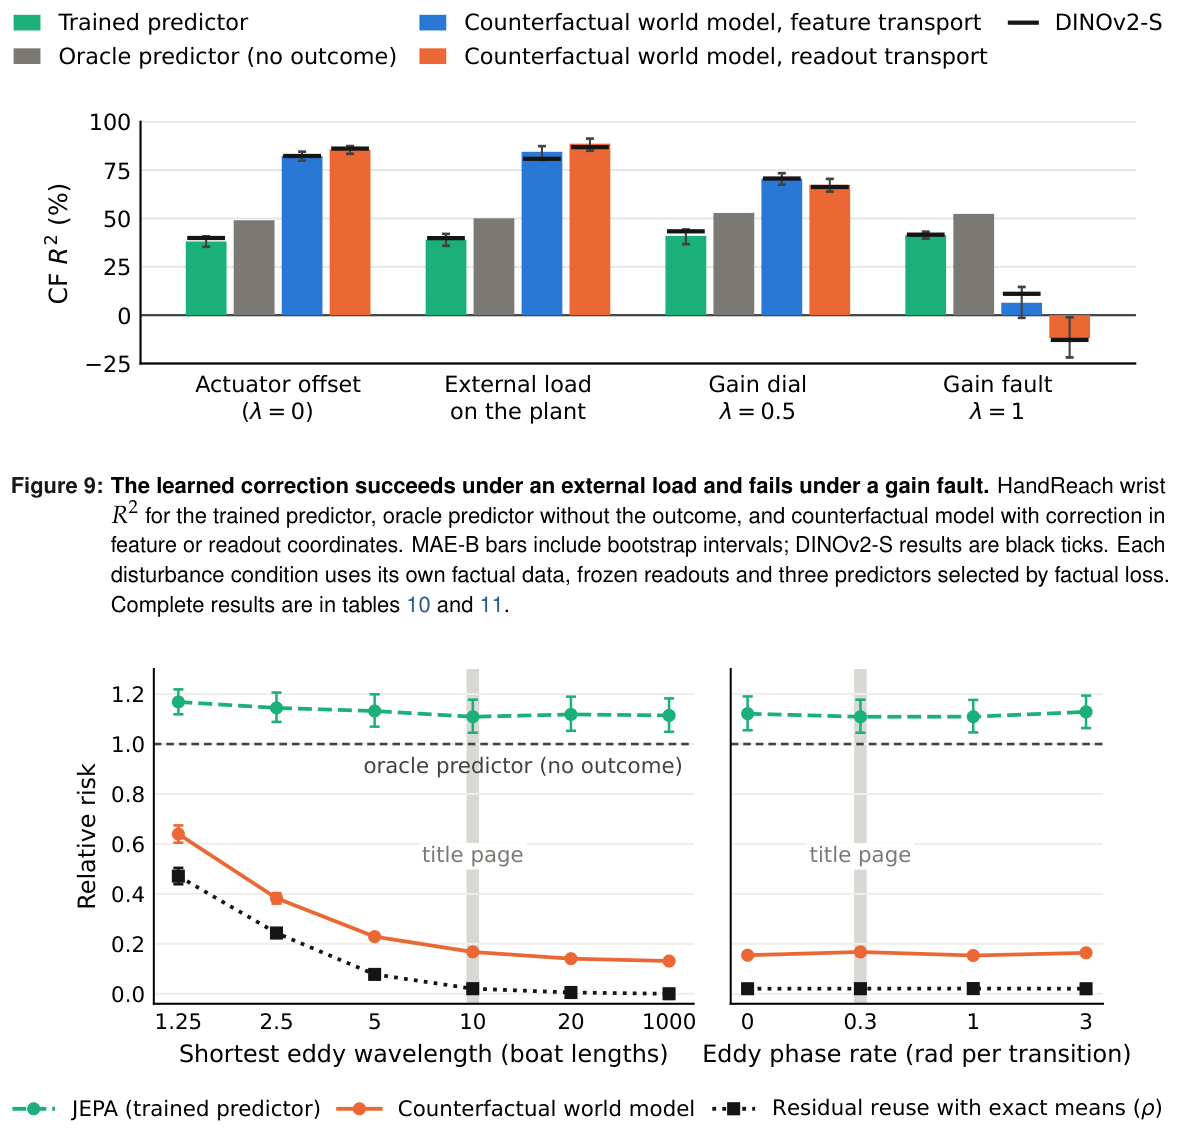 Trained predictor
Oracle predictor (no outcome)
Counterfactual world model, feature transport
Counterfactual world model, readout transport
DINOv2-S
CF R² (%)
100
75
50
25
0
−25
Actuator offset
(λ = 0)
External load
on the plant
Gain dial
λ = 0.5
Gain fault
λ = 1
Figure 9: The learned correction succeeds under an external load and fails under a gain fault. HandReach wrist
R² for the trained predictor, oracle predictor without the outcome, and counterfactual model with correction in
feature or readout coordinates. MAE-B bars include bootstrap intervals; DINOv2-S results are black ticks. Each
disturbance condition uses its own factual data, frozen readouts and three predictors selected by factual loss.
Complete results are in tables 10 and 11.
Relative risk
1.2
1.0
0.8
0.6
0.4
0.2
0.0
oracle predictor (no outcome)
title page
1.25 2.5 5 10 20 1000
Shortest eddy wavelength (boat lengths)
title page
0 0.3 1 3
Eddy phase rate (rad per transition)
JEPA (trained predictor)
Counterfactual world model
Residual reuse with exact means (ρ)